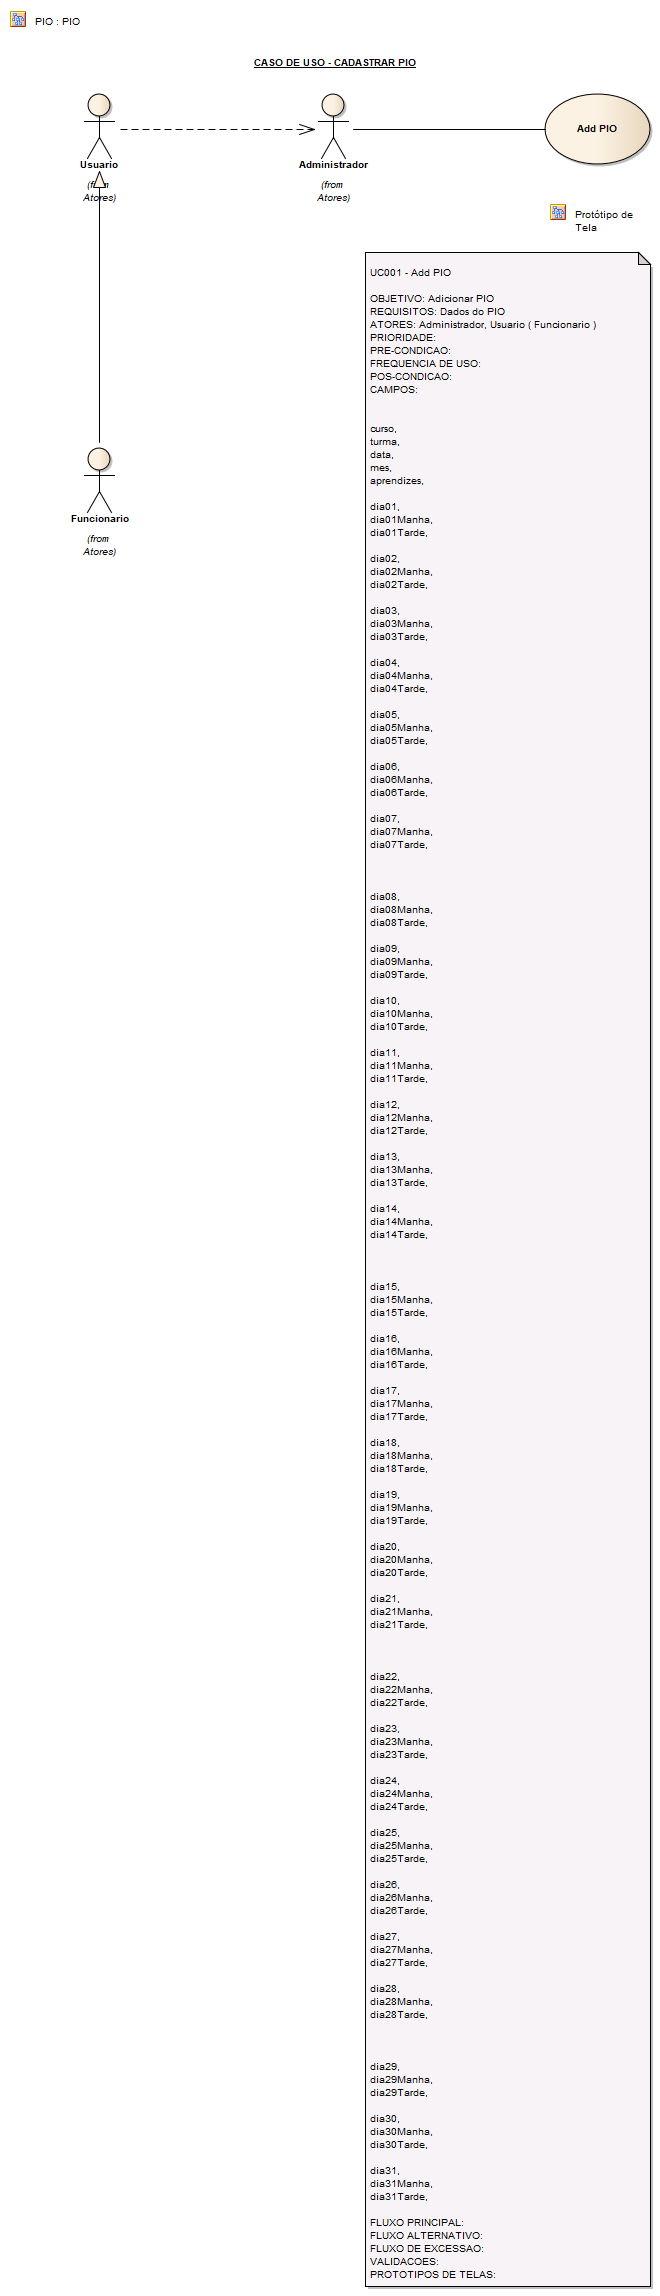 PIO : PIO
CASO DE USO - CADASTRAR PIO
Usuario
(from
Atores)
Administrador
(from
Atores)
Add PIO
Protótipo de
Tela
Funcionario
(from
Atores)
UC001 - Add PIO
OBJETIVO: Adicionar PIO
REQUISITOS: Dados do PIO
ATORES: Administrador, Usuario ( Funcionario )
PRIORIDADE:
PRE-CONDICAO:
FREQUENCIA DE USO:
POS-CONDICAO:
CAMPOS:
curso,
turma,
data,
mes,
aprendizes,
dia01,
dia01Manha,
dia01Tarde,
dia02,
dia02Manha,
dia02Tarde,
dia03,
dia03Manha,
dia03Tarde,
dia04,
dia04Manha,
dia04Tarde,
dia05,
dia05Manha,
dia05Tarde,
dia06,
dia06Manha,
dia06Tarde,
dia07,
dia07Manha,
dia07Tarde,
dia08,
dia08Manha,
dia08Tarde,
dia09,
dia09Manha,
dia09Tarde,
dia10,
dia10Manha,
dia10Tarde,
dia11,
dia11Manha,
dia11Tarde,
dia12,
dia12Manha,
dia12Tarde,
dia13,
dia13Manha,
dia13Tarde,
dia14,
dia14Manha,
dia14Tarde,
dia15,
dia15Manha,
dia15Tarde,
dia16,
dia16Manha,
dia16Tarde,
dia17,
dia17Manha,
dia17Tarde,
dia18,
dia18Manha,
dia18Tarde,
dia19,
dia19Manha,
dia19Tarde,
dia20,
dia20Manha,
dia20Tarde,
dia21,
dia21Manha,
dia21Tarde,
dia22,
dia22Manha,
dia22Tarde,
dia23,
dia23Manha,
dia23Tarde,
dia24,
dia24Manha,
dia24Tarde,
dia25,
dia25Manha,
dia25Tarde,
dia26,
dia26Manha,
dia26Tarde,
dia27,
dia27Manha,
dia27Tarde,
dia28,
dia28Manha,
dia28Tarde,
dia29,
dia29Manha,
dia29Tarde,
dia30,
dia30Manha,
dia30Tarde,
dia31,
dia31Manha,
dia31Tarde,
FLUXO PRINCIPAL:
FLUXO ALTERNATIVO:
FLUXO DE EXCESSAO:
VALIDACOES:
PROTOTIPOS DE TELAS: